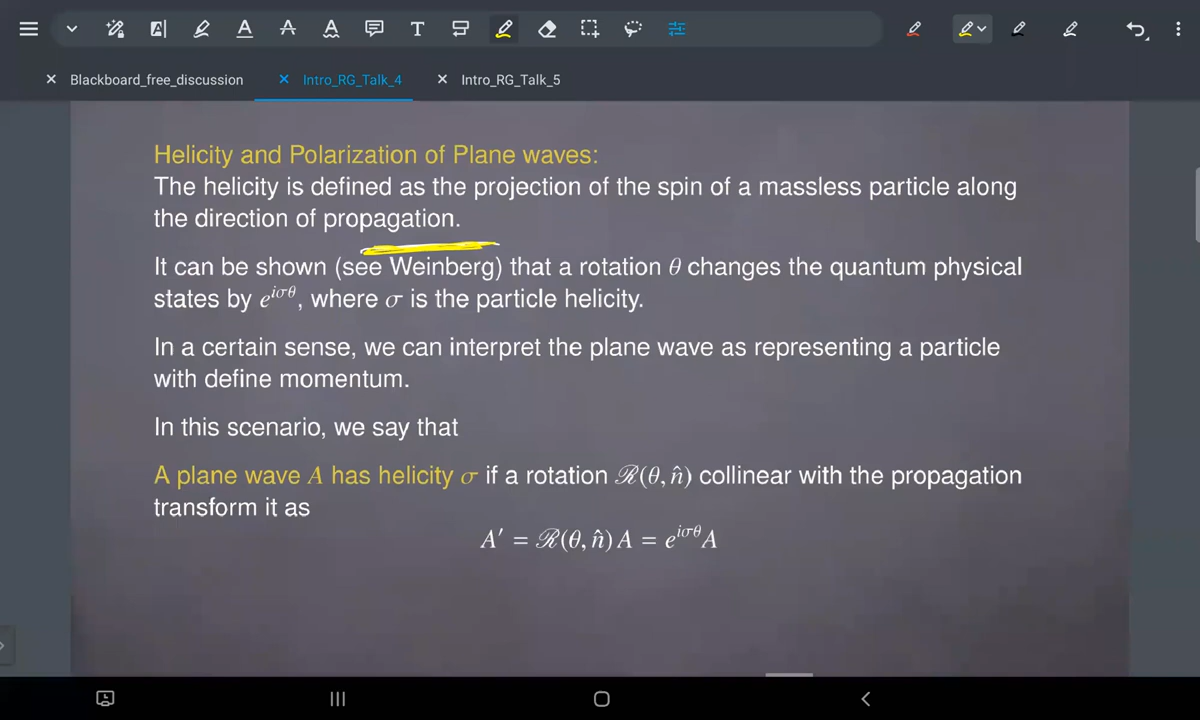 Blackboard_free_discussion
Intro_RG_Talk_4
Intro_RG_Talk_5
Helicity and Polarization of Plane waves:
The helicity is defined as the projection of the spin of a massless particle along
the direction of propagation.
It can be shown (see Weinberg) that a rotation θ changes the quantum physical
states by e^{iσθ}, where σ is the particle helicity.
In a certain sense, we can interpret the plane wave as representing a particle
with define momentum.
In this scenario, we say that
A plane wave A has helicity σ if a rotation ℛ(θ, n̂) collinear with the propagation
transform it as
A′ = ℛ(θ, n̂) A = e^{iσθ}A